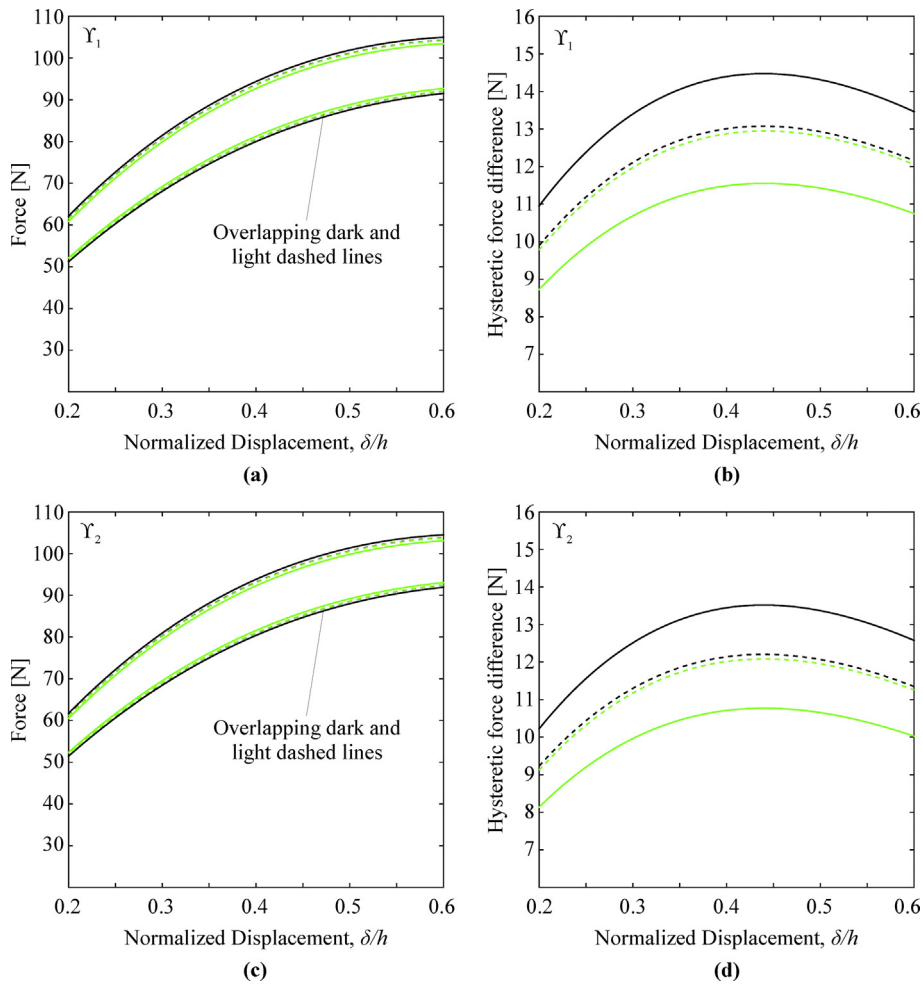 110
100
90
80
70
60
50
40
30
Force [N]
ϒ1
Overlapping dark and
light dashed lines
0.2 0.3 0.4 0.5 0.6
Normalized Displacement, δ/h
(a)
16
15
14
13
12
11
10
9
8
7
Hysteretic force difference [N]
ϒ1
0.2 0.3 0.4 0.5 0.6
Normalized Displacement, δ/h
(b)
110
100
90
80
70
60
50
40
30
20
Force [N]
ϒ2
Overlapping dark and
light dashed lines
0.2 0.3 0.4 0.5 0.6
Normalized Displacement, δ/h
(c)
16
15
14
13
12
11
10
9
8
7
Hysteretic force difference [N]
ϒ2
0.2 0.3 0.4 0.5 0.6
Normalized Displacement, δ/h
(d)